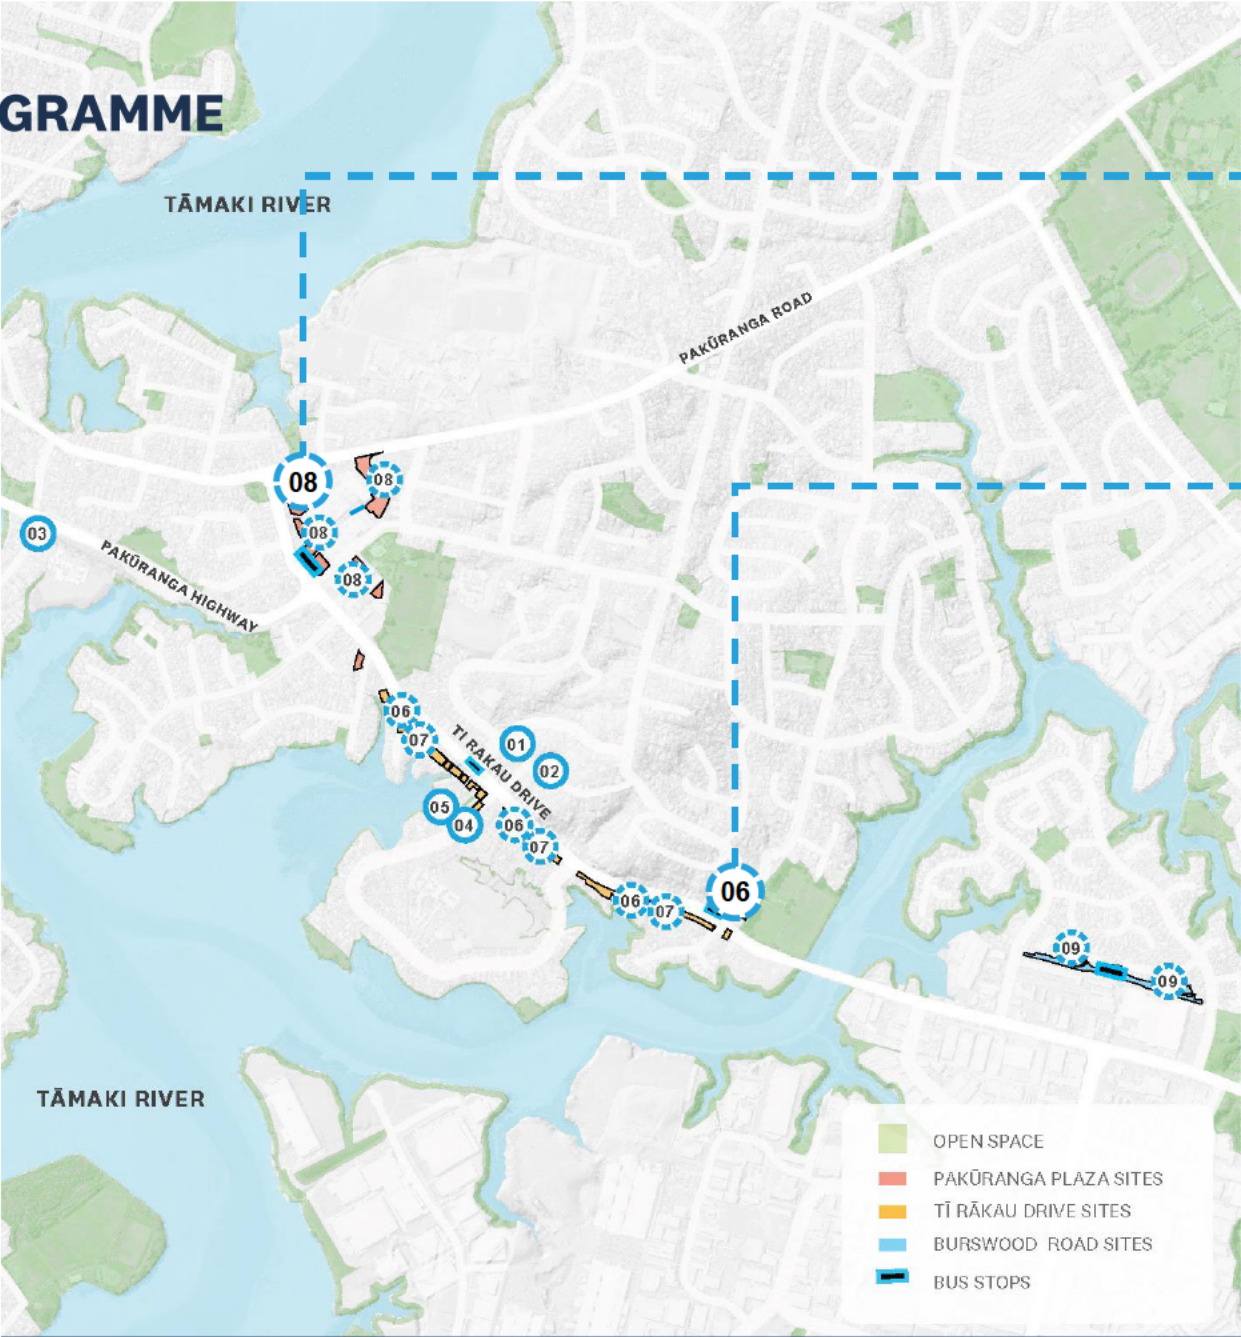 GRAMME
TĀMAKI RIVER
PAKŪRANGA ROAD
08
08
08
03
PAKŪRANGA HIGHWAY
08
06
07
TI RAKAU DRIVE
01
02
05
04
06
07
06
07
06
09
09
TĀMAKI RIVER
OPEN SPACE
PAKŪRANGA PLAZA SITES
TĪ RĀKAU DRIVE SITES
BURSWOOD ROAD SITES
BUS STOPS